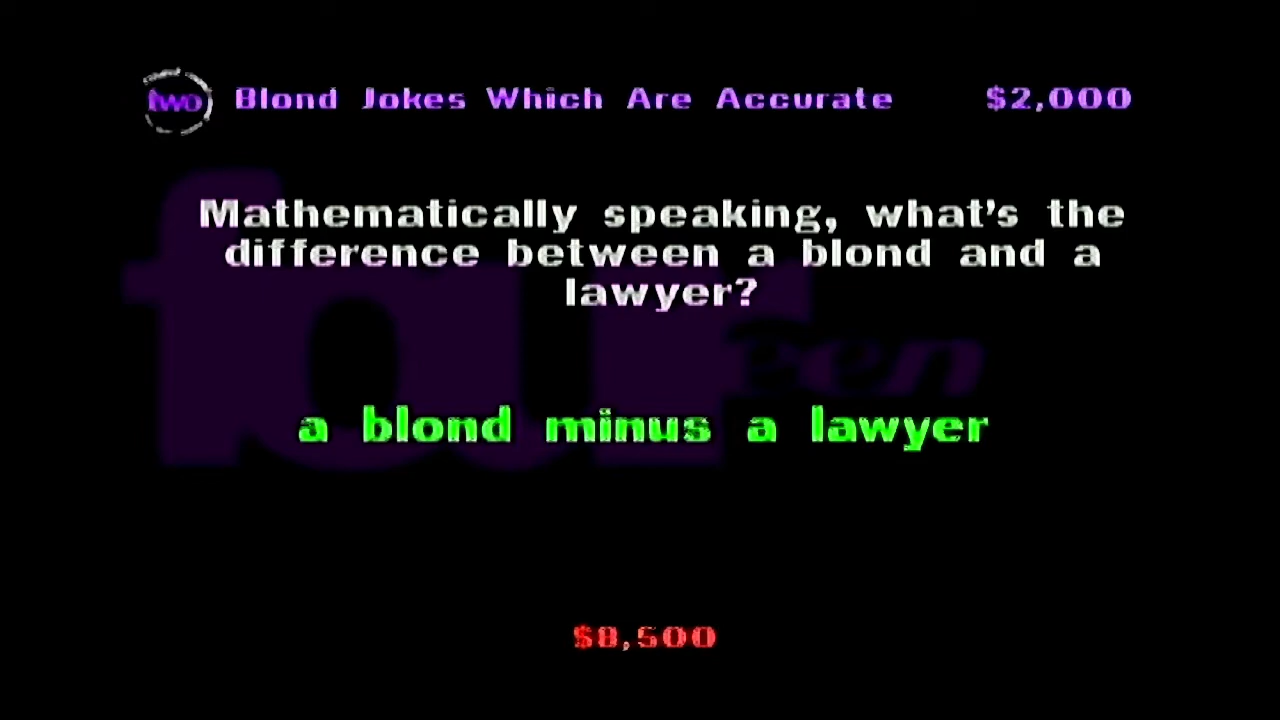 two Blond Jokes Which Are Accurate $2,000
Mathematically speaking, what's the
difference between a blond and a
lawyer?
fourteen
a blond minus a lawyer
$8,500